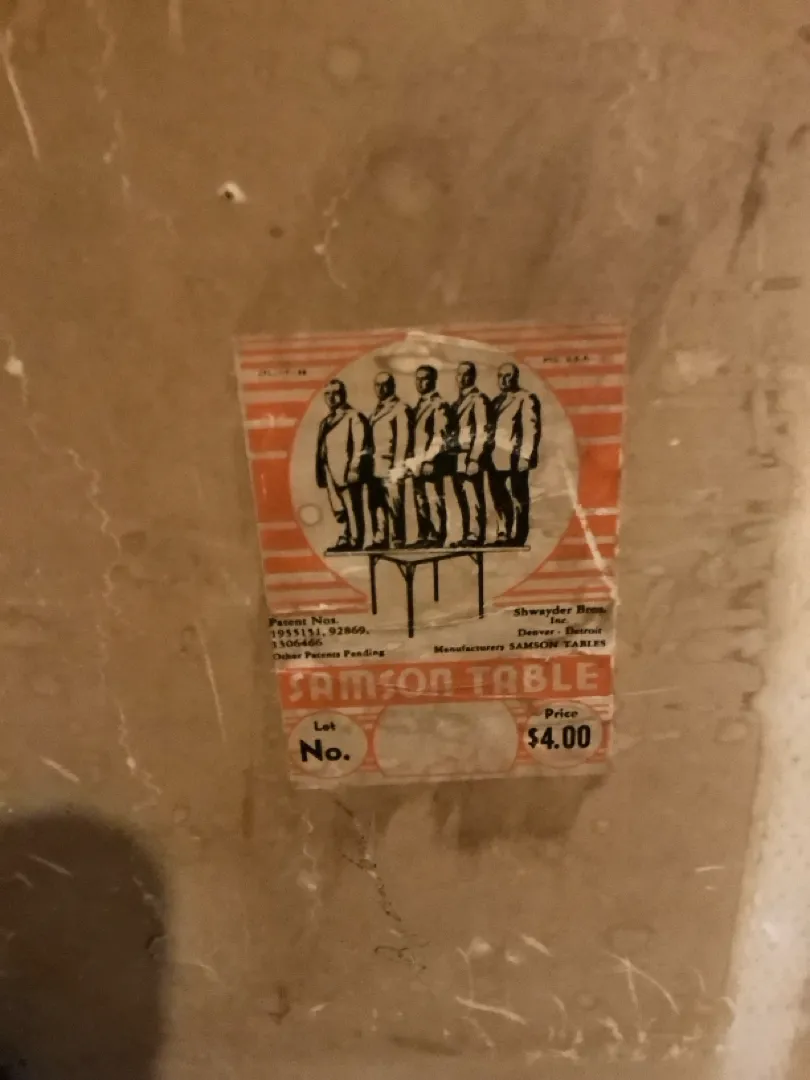 Patent Nos.
1955151, 92869,
1506466
Other Patents Pending
Shwayder Bros.
Inc.
Denver - Detroit
Manufacturers SAMSON TABLES
SAMSON TABLE
Lot
No.
Price
$4.00